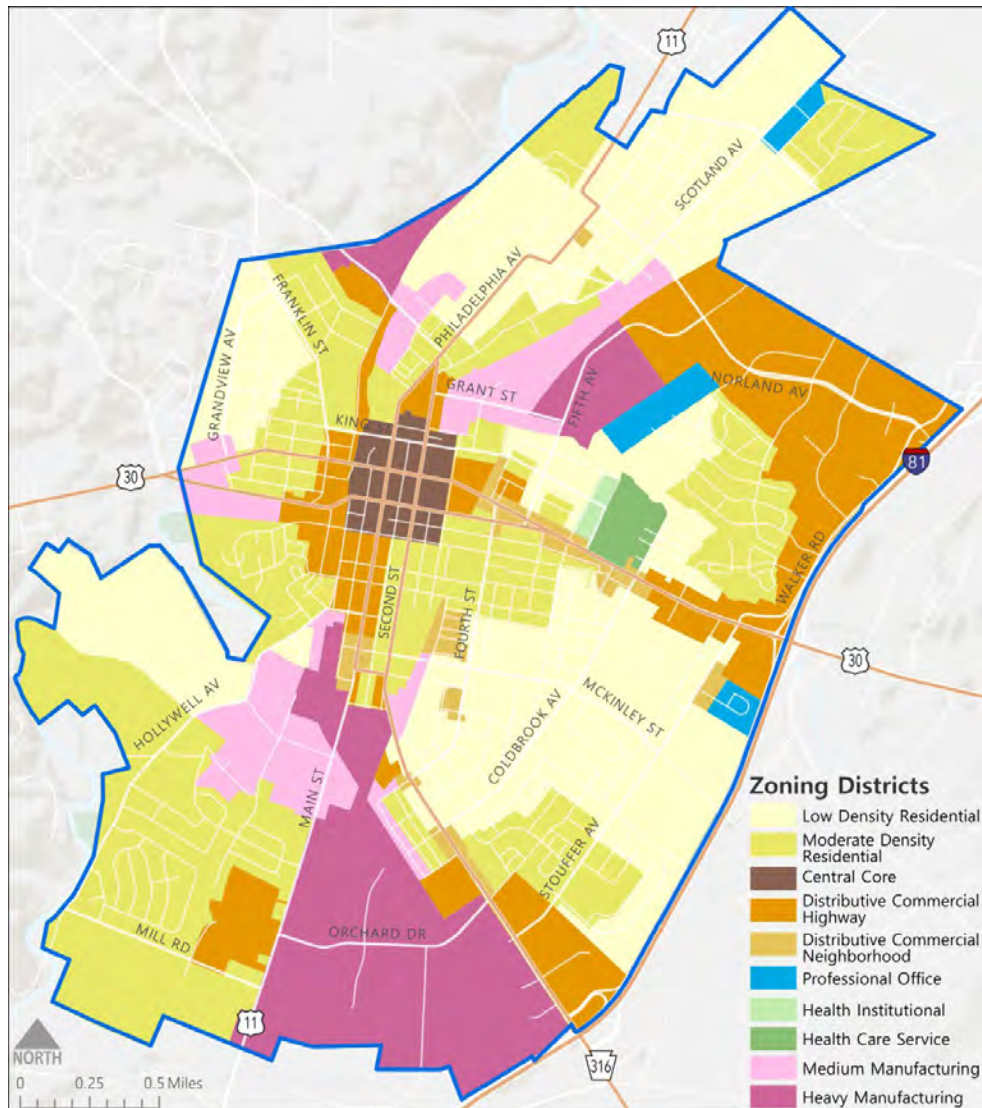 11
SCOTLAND AV
PHILADELPHIA AV
FRANKLIN ST
GRANDVIEW AV
GRANT ST
FIFTH AV
NORLAND AV
KING ST
81
30
WALKER RD
SECOND ST
FOURTH ST
30
MCKINLEY ST
HOLLYWELL AV
COLDBROOK AV
MAIN ST
STOUFFER AV
ORCHARD DR
MILL RD
11
316
NORTH
0 0.25 0.5 Miles
Zoning Districts
Low Density Residential
Moderate Density
Residential
Central Core
Distributive Commercial
Highway
Distributive Commercial
Neighborhood
Professional Office
Health Institutional
Health Care Service
Medium Manufacturing
Heavy Manufacturing